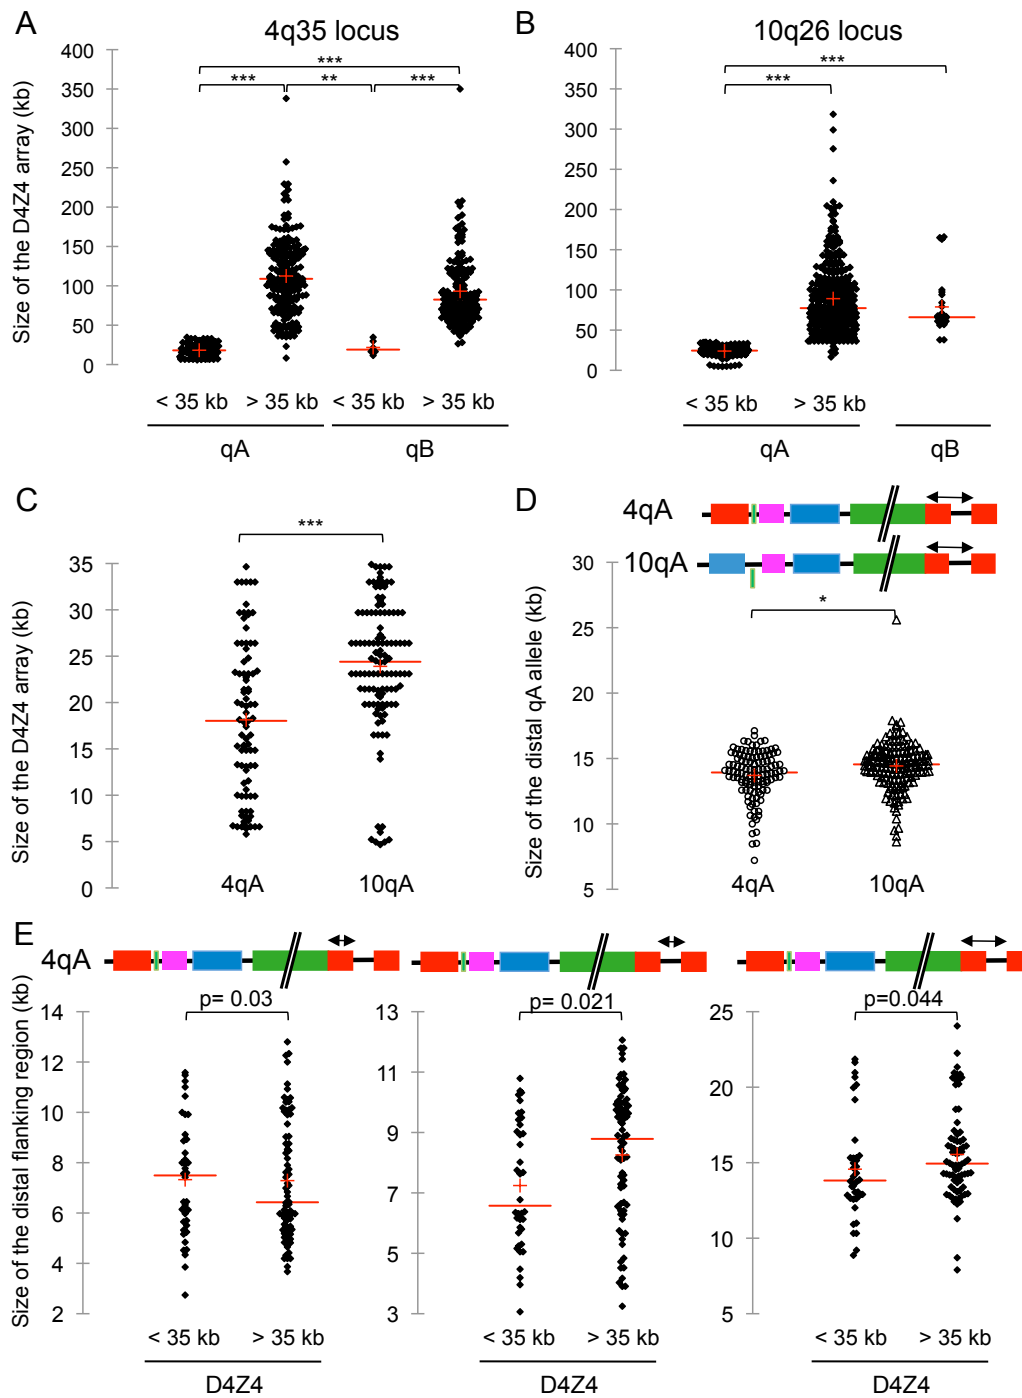 A
4q35 locus
Size of the D4Z4 array (kb)
400
350
300
250
200
150
100
50
0
***
*** ** ***
< 35 kb > 35 kb < 35 kb > 35 kb
qA qB
B
10q26 locus
Size of the D4Z4 array (kb)
400
350
300
250
200
150
100
50
0
***
***
< 35 kb > 35 kb
qA qB
C
Size of the D4Z4 array (kb)
35
30
25
20
15
10
5
0
***
4qA 10qA
D
4qA
10qA
Size of the distal qA allele (kb)
30
25
20
15
10
5
*
4qA 10qA
E
4qA
Size of the distal flanking region (kb)
14
12
10
8
6
4
2
p= 0.03
< 35 kb > 35 kb
D4Z4
13
11
9
7
5
3
p= 0.021
< 35 kb > 35 kb
D4Z4
25
20
15
10
5
p=0.044
< 35 kb > 35 kb
D4Z4